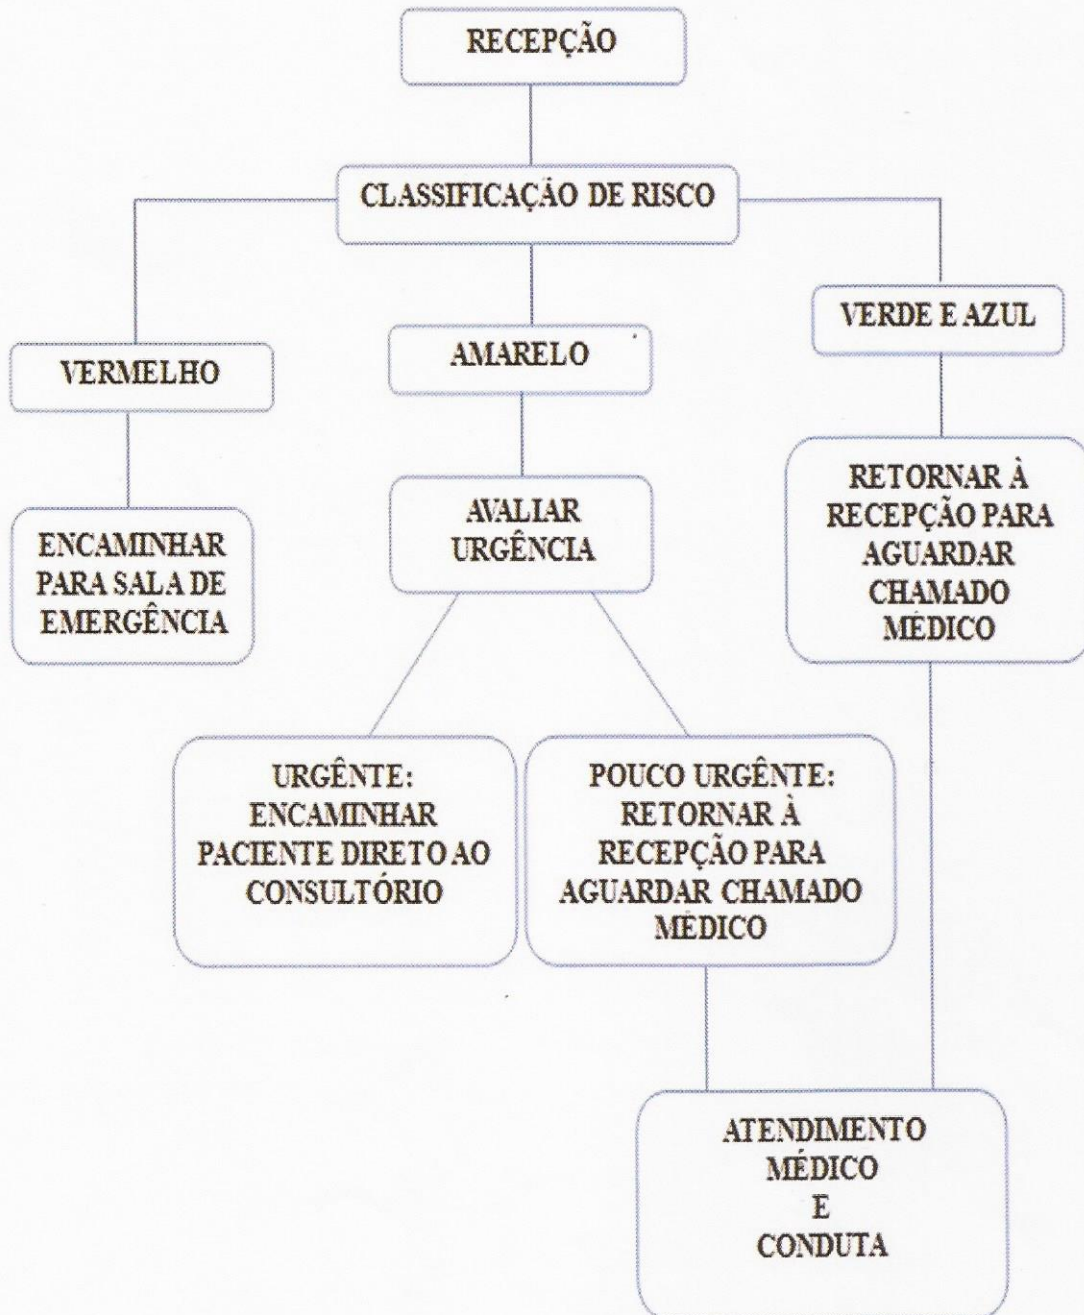 RECEPÇÃO
CLASSIFICAÇÃO DE RISCO
VERMELHO
AMARELO
VERDE E AZUL
ENCAMINHAR
PARA SALA DE
EMERGÊNCIA
AVALIAR
URGÊNCIA
RETORNAR À
RECEPÇÃO PARA
AGUARDAR
CHAMADO
MÉDICO
URGÊNTE:
ENCAMINHAR
PACIENTE DIRETO AO
CONSULTÓRIO
POUCO URGÊNTE:
RETORNAR À
RECEPÇÃO PARA
AGUARDAR CHAMADO
MÉDICO
ATENDIMENTO
MÉDICO
E
CONDUTA